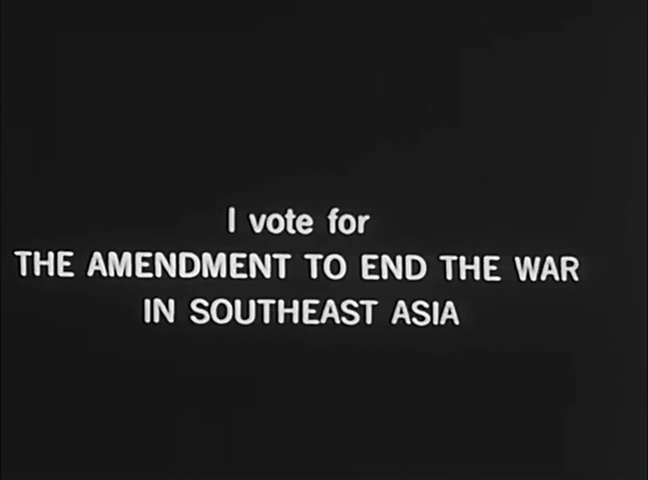 I vote for
THE AMENDMENT TO END THE WAR
IN SOUTHEAST ASIA